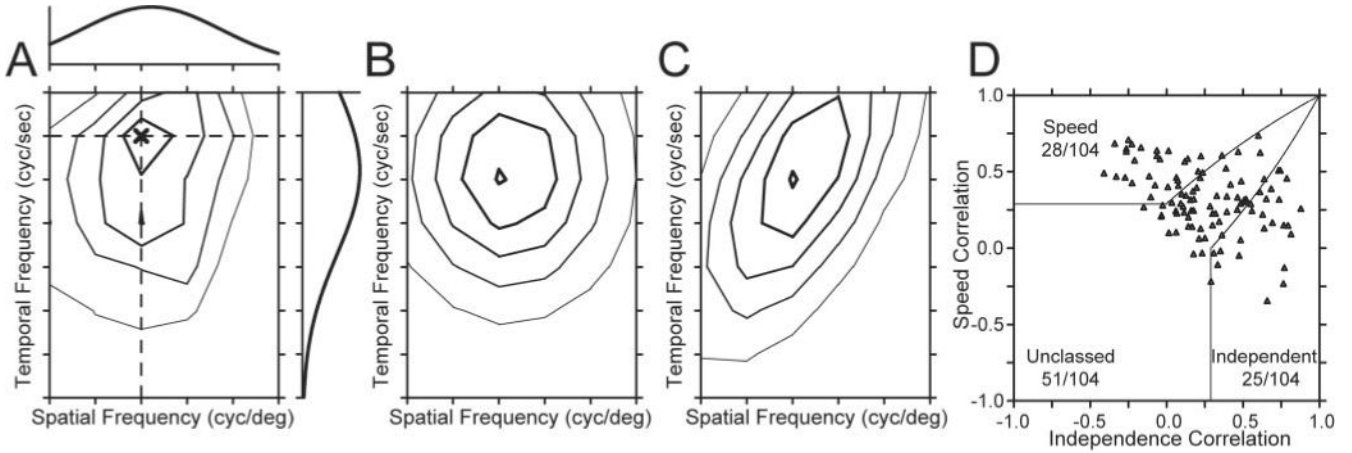 A
B
C
D
Temporal Frequency (cyc/sec)
Spatial Frequency (cyc/deg)
Temporal Frequency (cyc/sec)
Spatial Frequency (cyc/deg)
Temporal Frequency (cyc/sec)
Spatial Frequency (cyc/deg)
Speed Correlation
1.0
0.5
0.0
-0.5
-1.0
Speed
28/104
Unclassed
51/104
Independent
25/104
-1.0
-0.5
0.0
0.5
1.0
Independence Correlation